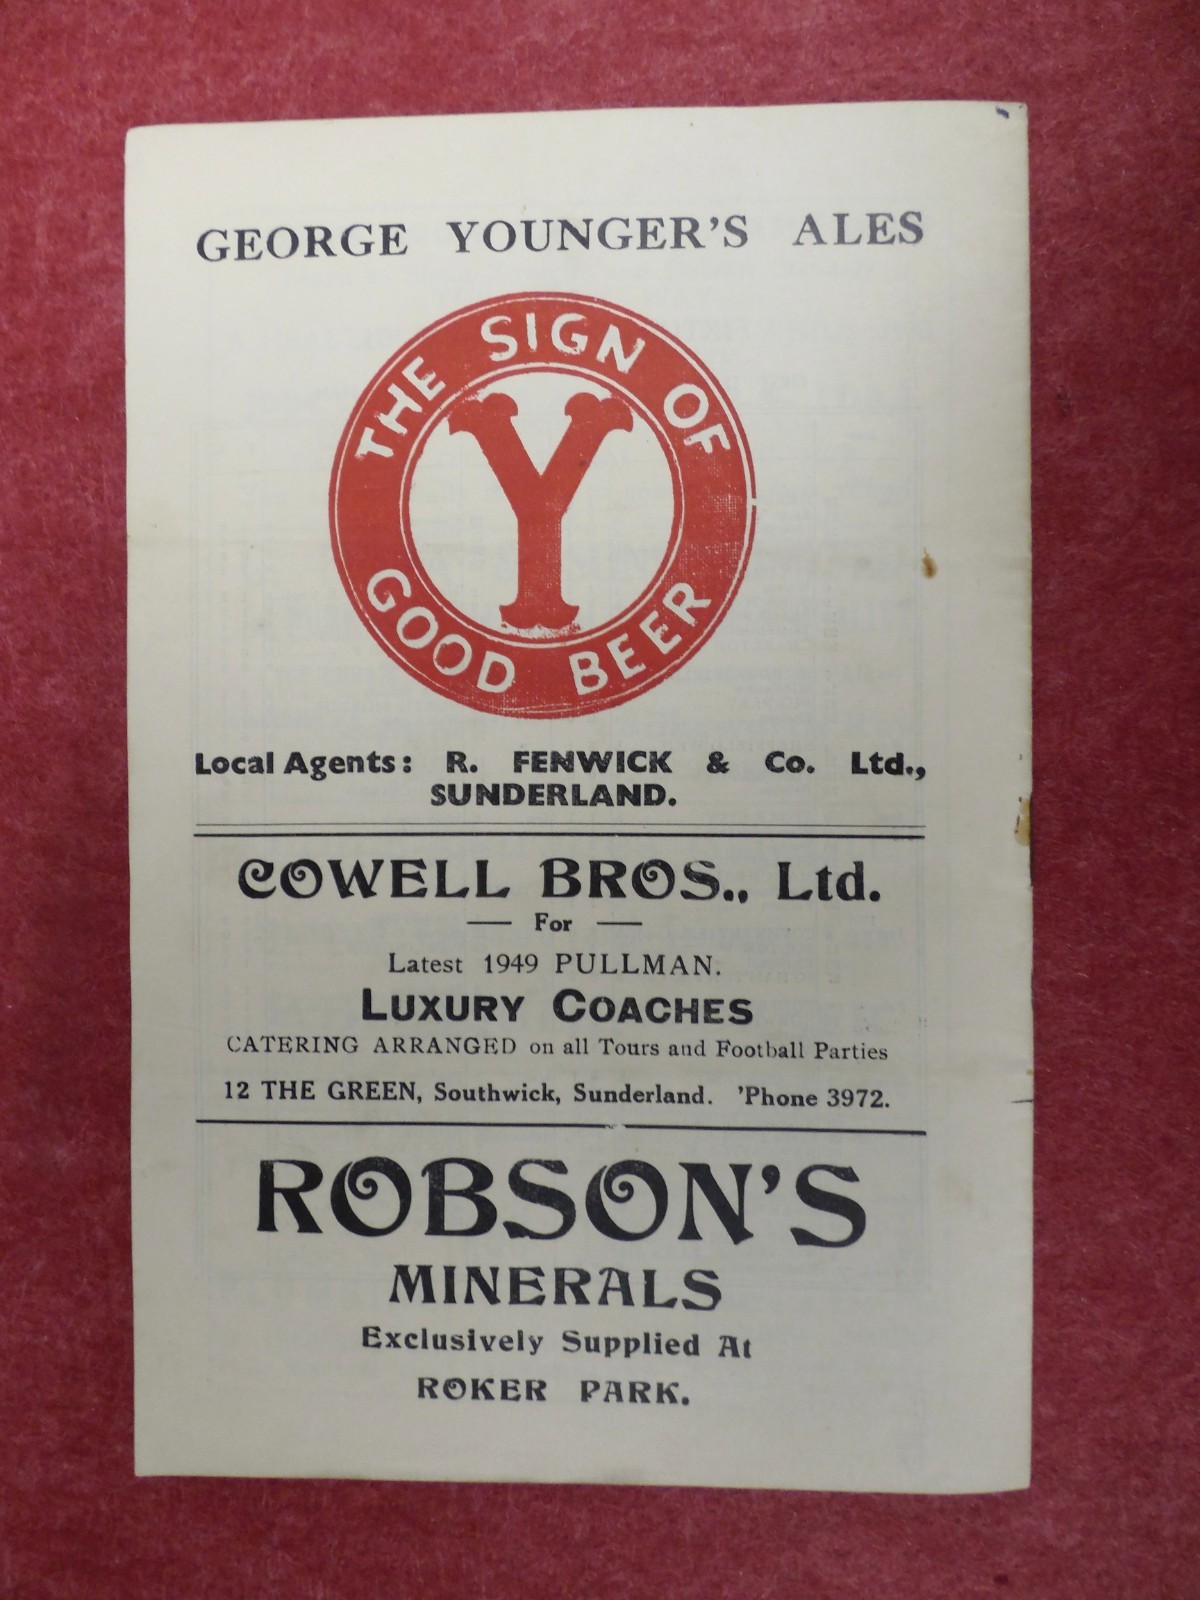 GEORGE YOUNGER'S ALES
THE SIGN OF
Y
GOOD BEER
Local Agents: R. FENWICK & Co. Ltd.,
SUNDERLAND.
COWELL BROS., Ltd.
— For —
Latest 1949 PULLMAN.
LUXURY COACHES
CATERING ARRANGED on all Tours and Football Parties
12 THE GREEN, Southwick, Sunderland. 'Phone 3972.
ROBSON'S
MINERALS
Exclusively Supplied At
ROKER PARK.